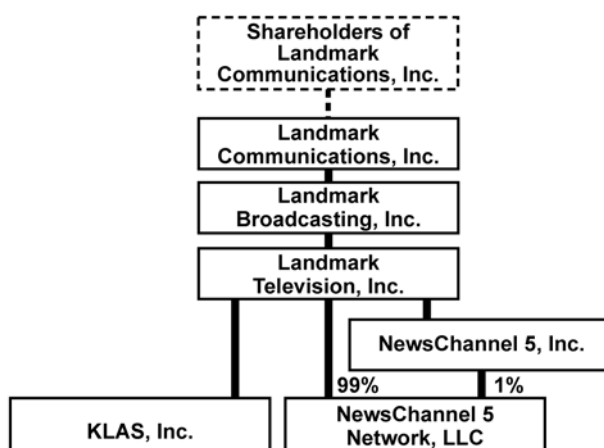 Shareholders of
Landmark
Communications, Inc.
Landmark
Communications, Inc.
Landmark
Broadcasting, Inc.
Landmark
Television, Inc.
NewsChannel 5, Inc.
99%
1%
KLAS, Inc.
NewsChannel 5
Network, LLC